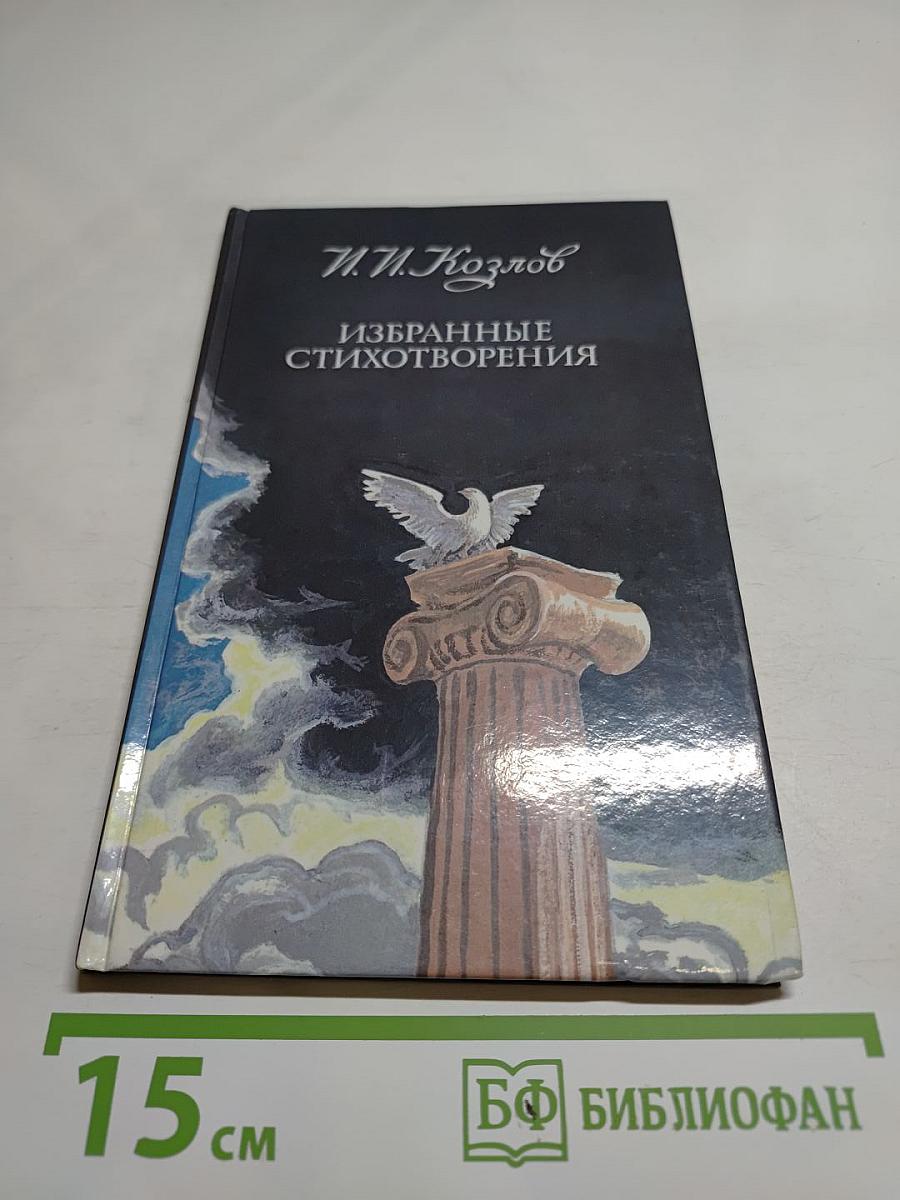 И. И. Козлов
ИЗБРАННЫЕ
СТИХОТВОРЕНИЯ
15 см
БФ БИБЛИОФАН